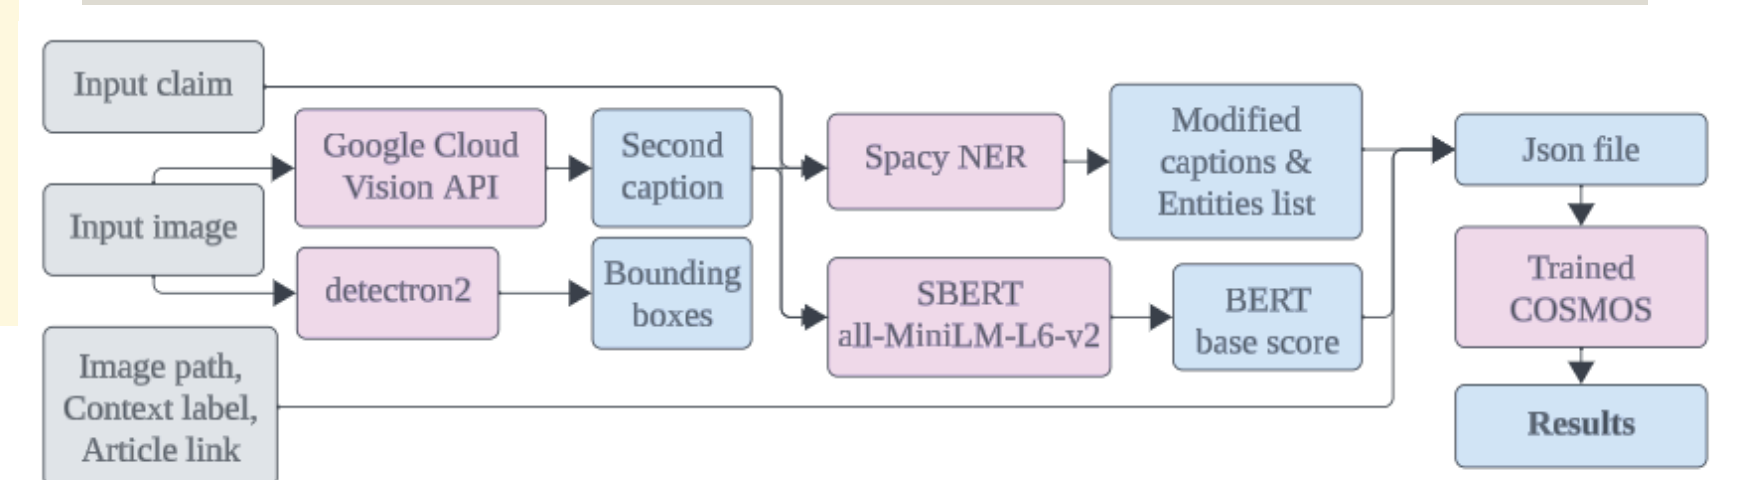 Input claim
Google Cloud
Vision API
Second
caption
Spacy NER
Modified
captions &
Entities list
Json file
Input image
detectron2
Bounding
boxes
SBERT
all-MiniLM-L6-v2
BERT
base score
Trained
COSMOS
Image path,
Context label,
Article link
Results